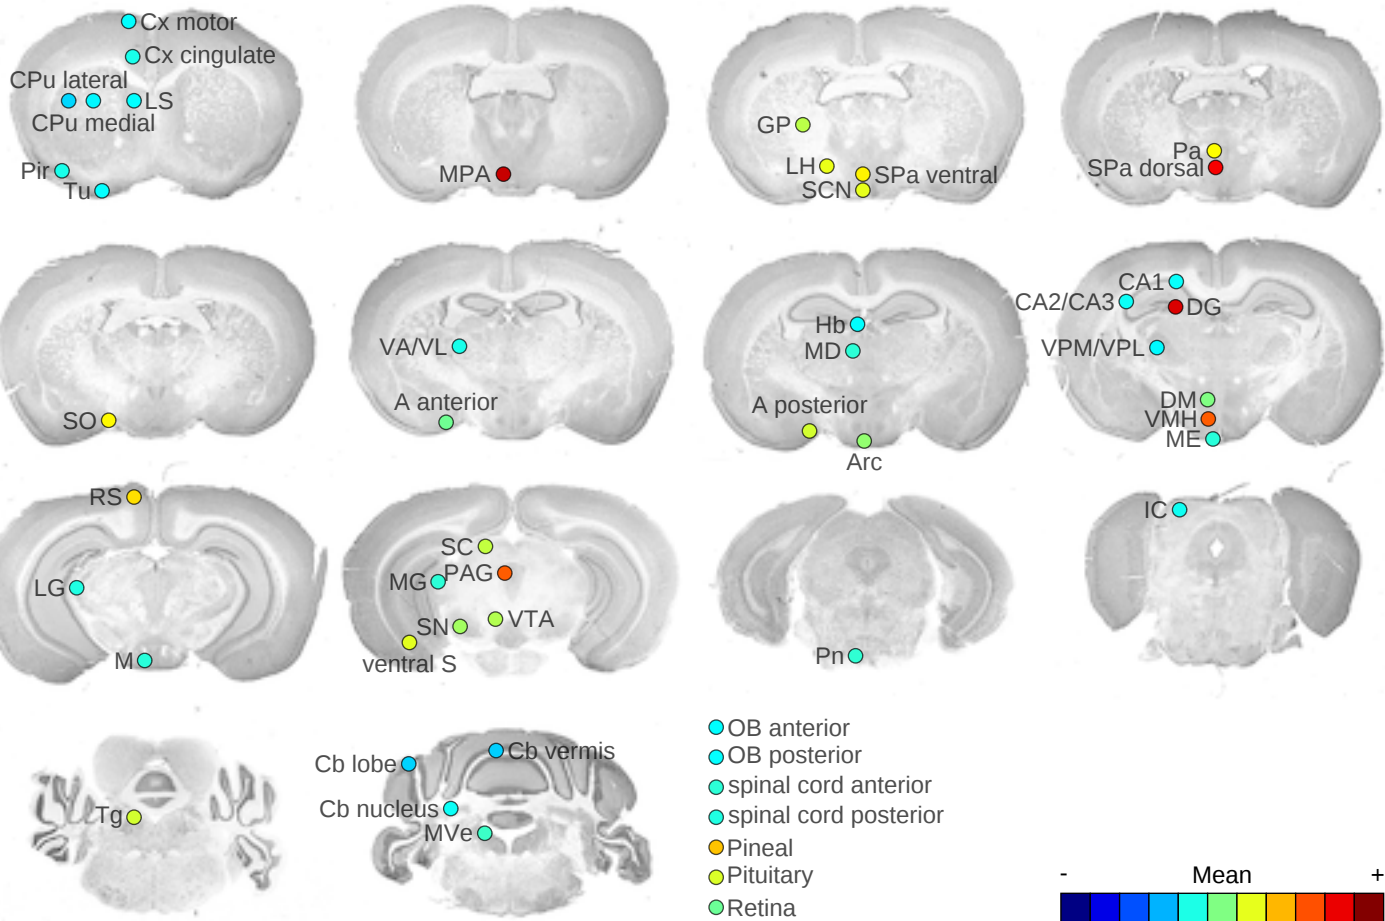 Cx motor
Cx cingulate
CPu lateral
LS
CPu medial
Pir
Tu
MPA
GP
LH
SPa ventral
SCN
Pa
SPa dorsal
SO
VA/VL
A anterior
Hb
MD
A posterior
Arc
CA1
CA2/CA3
DG
VPM/VPL
DM
VMH
ME
RS
LG
M
SC
MG
PAG
SN
VTA
ventral S
Pn
IC
Tg
Cb lobe
Cb vermis
Cb nucleus
MVe
OB anterior
OB posterior
spinal cord anterior
spinal cord posterior
Pineal
Pituitary
Retina
- Mean +